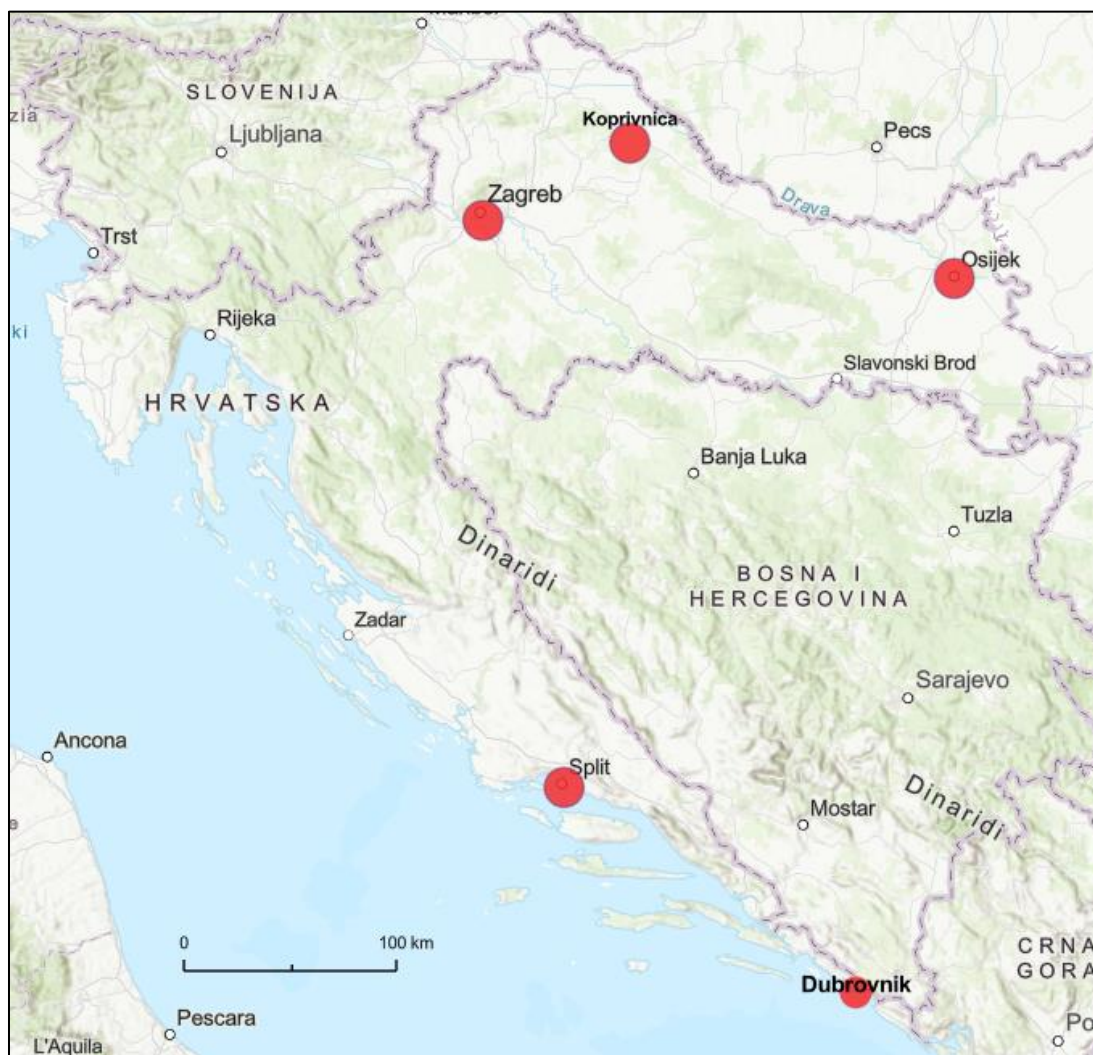 SLOVENIJA
Ljubljana
Koprivnica
Pecs
Zagreb
Drava
Trst
Osijek
Rijeka
Slavonski Brod
HRVATSKA
Banja Luka
Tuzla
Dinaridi
BOSNA I
HERCEGOVINA
Zadar
Sarajevo
Ancona
Split
Mostar
Dinaridi
0 100 km
CRNA
GORA
Dubrovnik
Pescara
L'Aquila